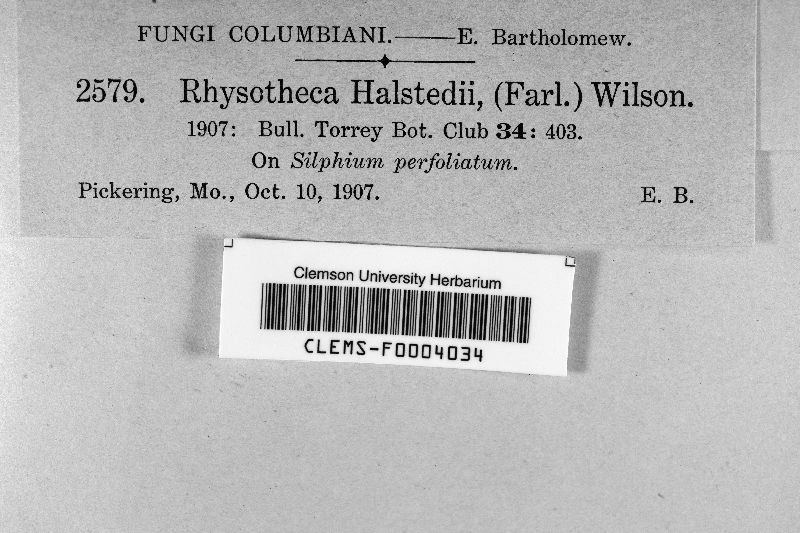 FUNGI COLUMBIANI.——E. Bartholomew.
2579. Rhysotheca Halstedii, (Farl.) Wilson.
1907: Bull. Torrey Bot. Club 34: 403.
On Silphium perfoliatum.
Pickering, Mo., Oct. 10, 1907. E. B.
Clemson University Herbarium
CLEMS-F0004034